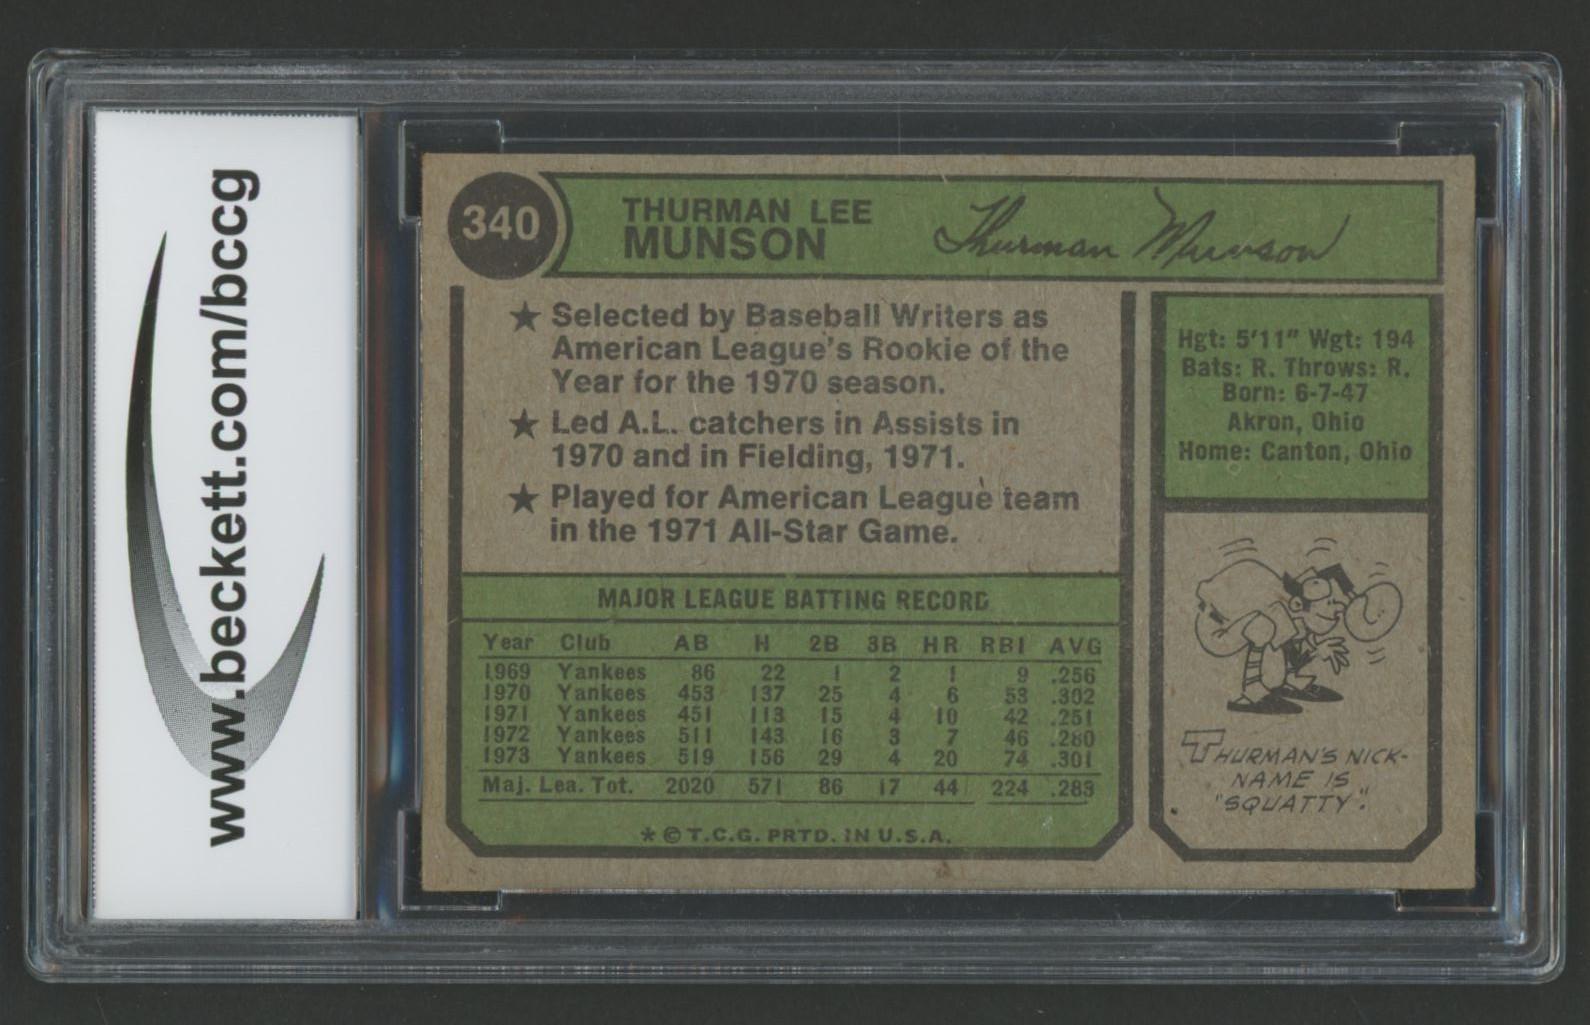 www.beckett.com/bccg
340
THURMAN LEE
MUNSON
Thurman Munson
★ Selected by Baseball Writers as
American League's Rookie of the
Year for the 1970 season.
★ Led A.L. catchers in Assists in
1970 and in Fielding, 1971.
★ Played for American League team
in the 1971 All-Star Game.
Hgt: 5'11" Wgt: 194
Bats: R. Throws: R.
Born: 6-7-47
Akron, Ohio
Home: Canton, Ohio
MAJOR LEAGUE BATTING RECORD
Year Club AB H 2B 3B HR RBI AVG
1969 Yankees 86 22 1 2 1 9 .256
1970 Yankees 453 137 25 4 6 53 .302
1971 Yankees 451 113 15 4 10 42 .251
1972 Yankees 511 143 16 3 7 46 .280
1973 Yankees 519 156 29 4 20 74 .301
Maj. Lea. Tot. 2020 571 86 17 44 224 .283
* © T.C.G. PRTD. IN U.S.A.
THURMAN'S NICK-
NAME IS
"SQUATTY".